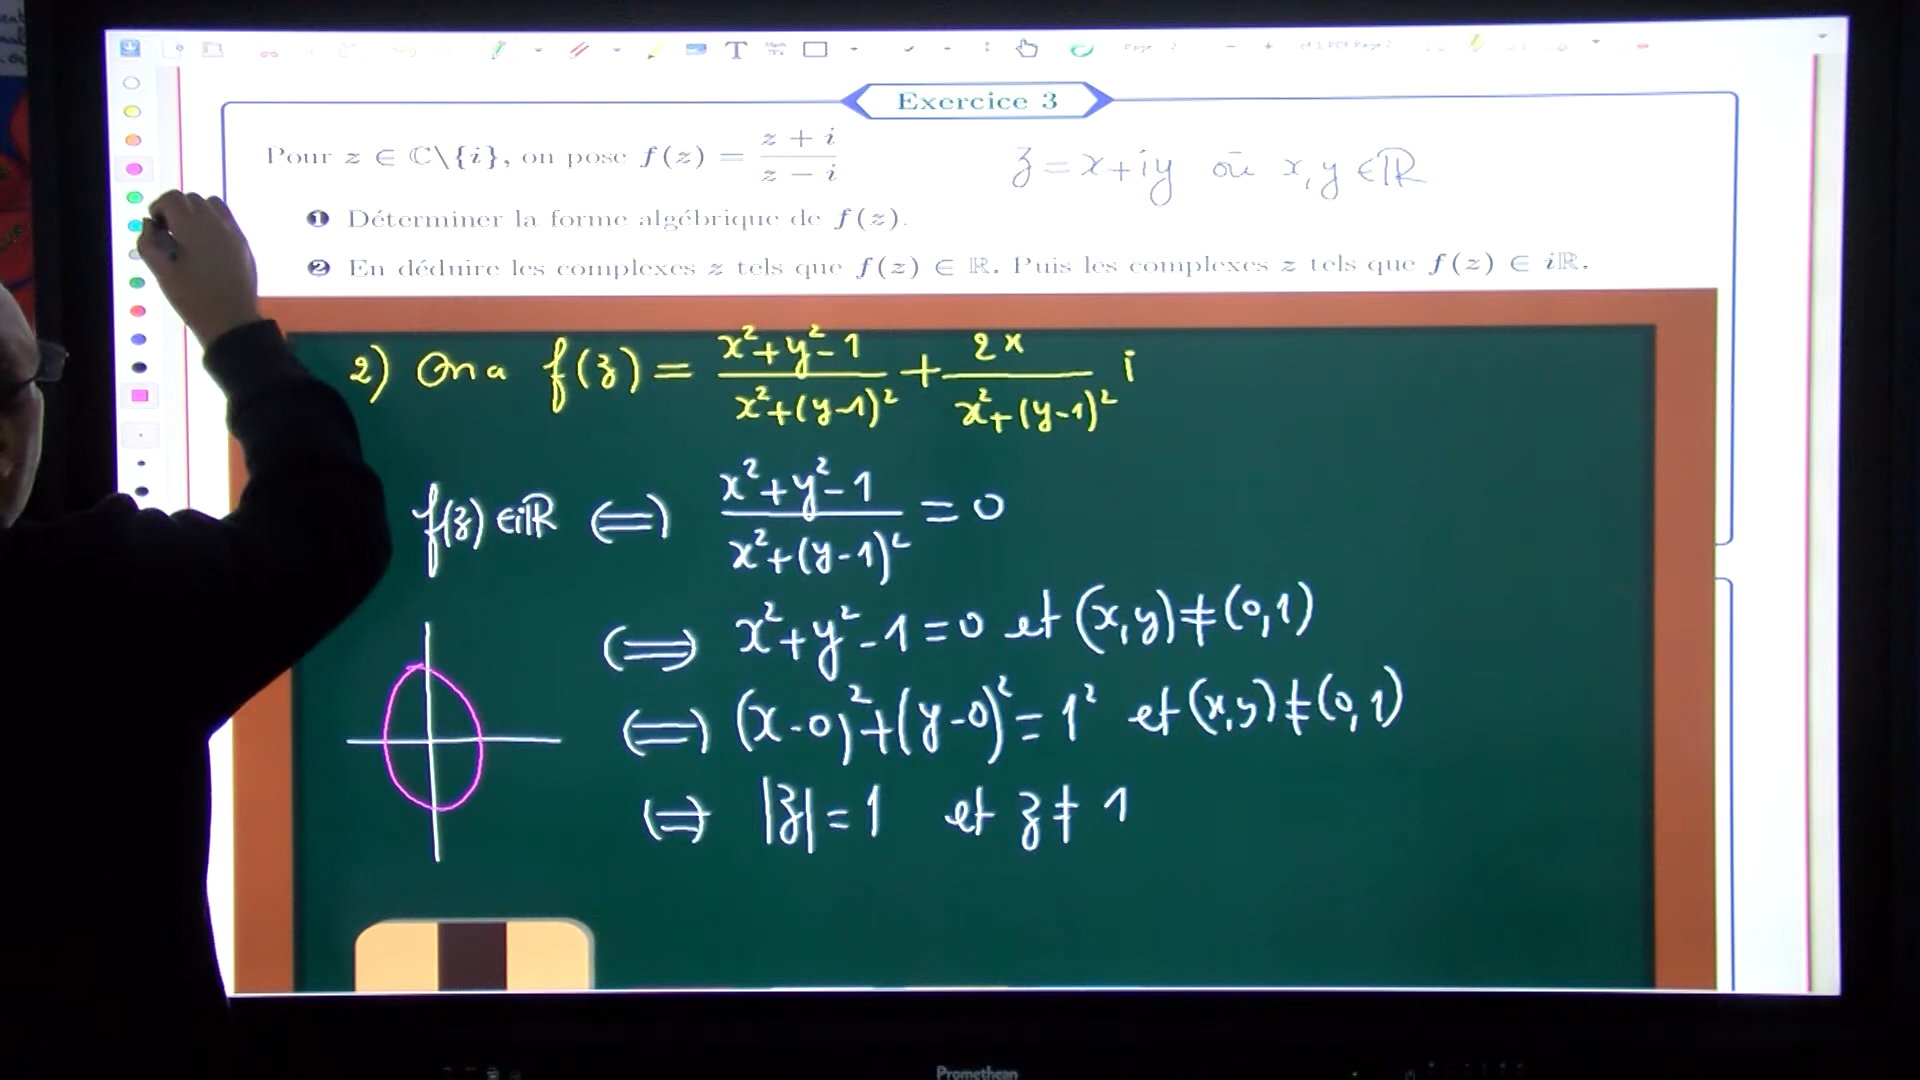 Exercice 3
Pour z ∈ ℂ\{i}, on pose f(z) = (z + i)/(z − i)
z = x + iy où x, y ∈ ℝ
❶ Déterminer la forme algébrique de f(z).
❷ En déduire les complexes z tels que f(z) ∈ ℝ. Puis les complexes z tels que f(z) ∈ iℝ.
2) On a f(z) = (x²+y²-1)/(x²+(y-1)²) + (2x)/(x²+(y-1)²) i
f(z) ∈ iℝ ⟺ (x²+y²-1)/(x²+(y-1)²) = 0
⟺ x²+y²-1 = 0 et (x,y) ≠ (0,1)
⟺ (x-0)²+(y-0)² = 1² et (x,y) ≠ (0,1)
⟺ |z| = 1 et z ≠ 1
Promethean